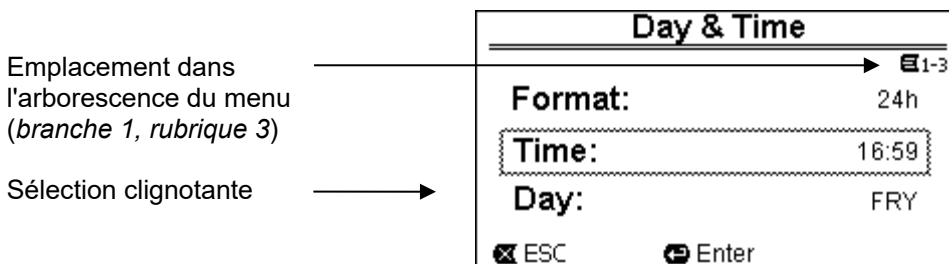 Day & Time
Emplacement dans
l'arborescence du menu
(branche 1, rubrique 3)
1-3
Format: 24h
Time: 16:59
Sélection clignotante
Day: FRY
ESC Enter